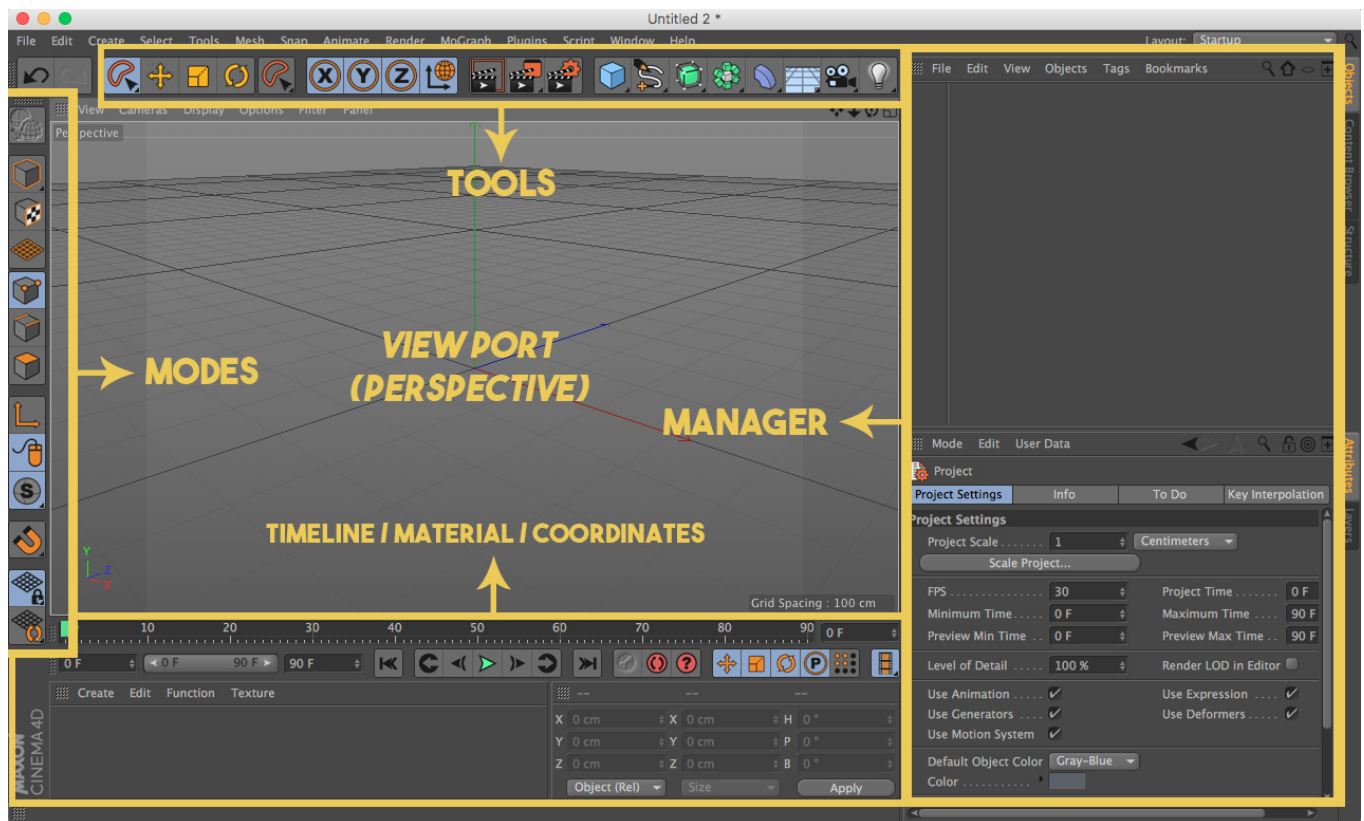 Untitled 2 *
File Edit Create Select Tools Mesh Snap Animate Render MoGraph Plugins Script Window Help Layout: Startup
X Y Z
File Edit View Objects Tags Bookmarks
Objects
Content Browser
Structure
View Cameras Display Options Filter Panel
Perspective
TOOLS
VIEW PORT
(PERSPECTIVE)
MODES
MANAGER
TIMELINE / MATERIAL / COORDINATES
S
Y
Z
X
Grid Spacing : 100 cm
Mode Edit User Data
Attributes
Layers
Project
Project Settings Info To Do Key Interpolation
Project Settings
Project Scale . . . . . . . 1 Centimeters
Scale Project...
FPS . . . . . . . . . . . . . . . 30 Project Time . . . . . . . 0 F
Minimum Time . . . . 0 F Maximum Time . . . . 90 F
Preview Min Time . . 0 F Preview Max Time . . 90 F
Level of Detail . . . . . 100 % Render LOD in Editor
Use Animation . . . . . Use Expression . . . .
Use Generators . . . . Use Deformers . . . . .
Use Motion System
Default Object Color Gray-Blue
Color . . . . . . . . . . .
10 20 30 40 50 60 70 80 90 0 F
0 F 0 F 90 F 90 F ? P
Create Edit Function Texture
-- -- --
X 0 cm X 0 cm H 0 °
Y 0 cm Y 0 cm P 0 °
Z 0 cm Z 0 cm B 0 °
Object (Rel) Size Apply
MAXON
CINEMA 4D